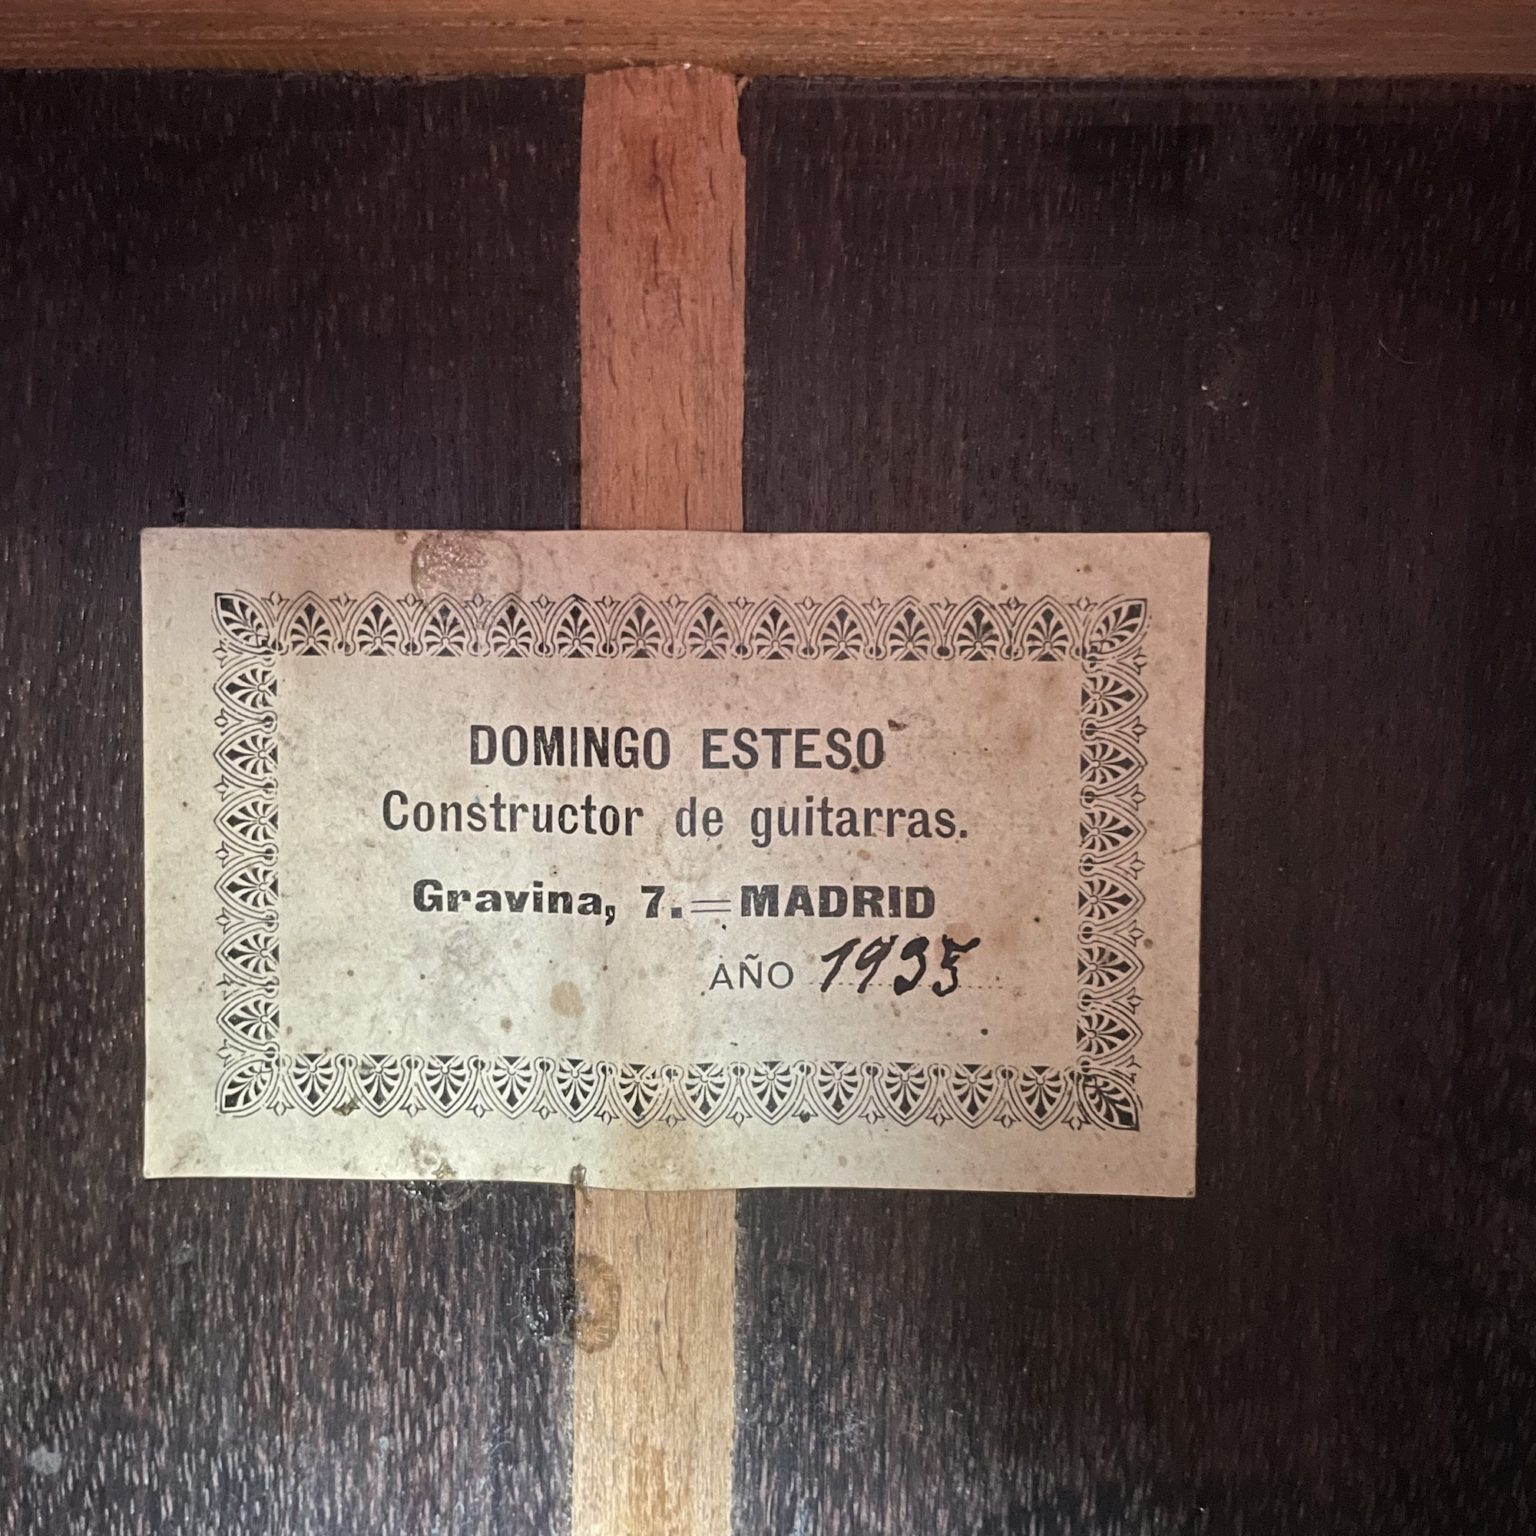 DOMINGO ESTESO
Constructor de guitarras.
Gravina, 7.=MADRID
AÑO 1935